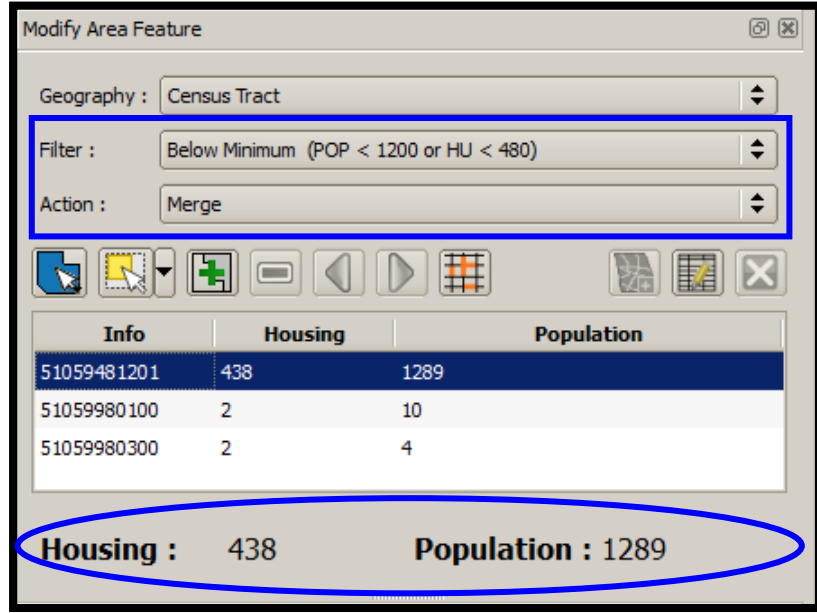 Modify Area Feature
Geography : Census Tract
Filter : Below Minimum (POP < 1200 or HU < 480)
Action : Merge
Info Housing Population
51059481201 438 1289
51059980100 2 10
51059980300 2 4
Housing : 438 Population : 1289